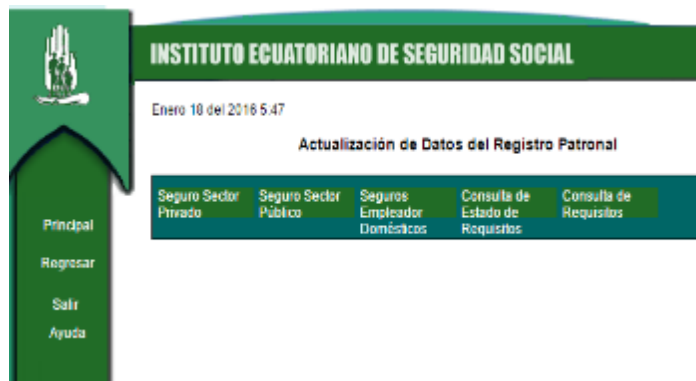 INSTITUTO ECUATORIANO DE SEGURIDAD SOCIAL
Enero 18 del 2016 5:47
Actualización de Datos del Registro Patronal
Seguro Sector Privado
Seguro Sector Público
Seguros Empleador Domésticos
Consulta de Estado de Requisitos
Consulta de Requisitos
Principal
Regresar
Salir
Ayuda